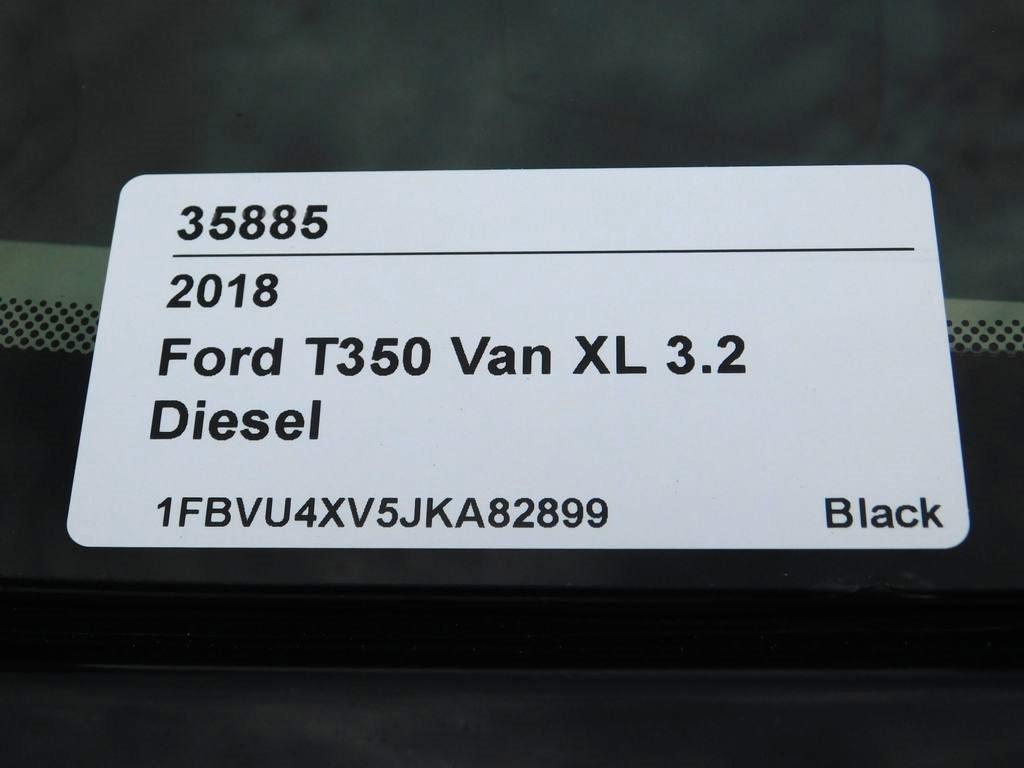 35885
2018
Ford T350 Van XL 3.2
Diesel
1FBVU4XV5JKA82899 Black